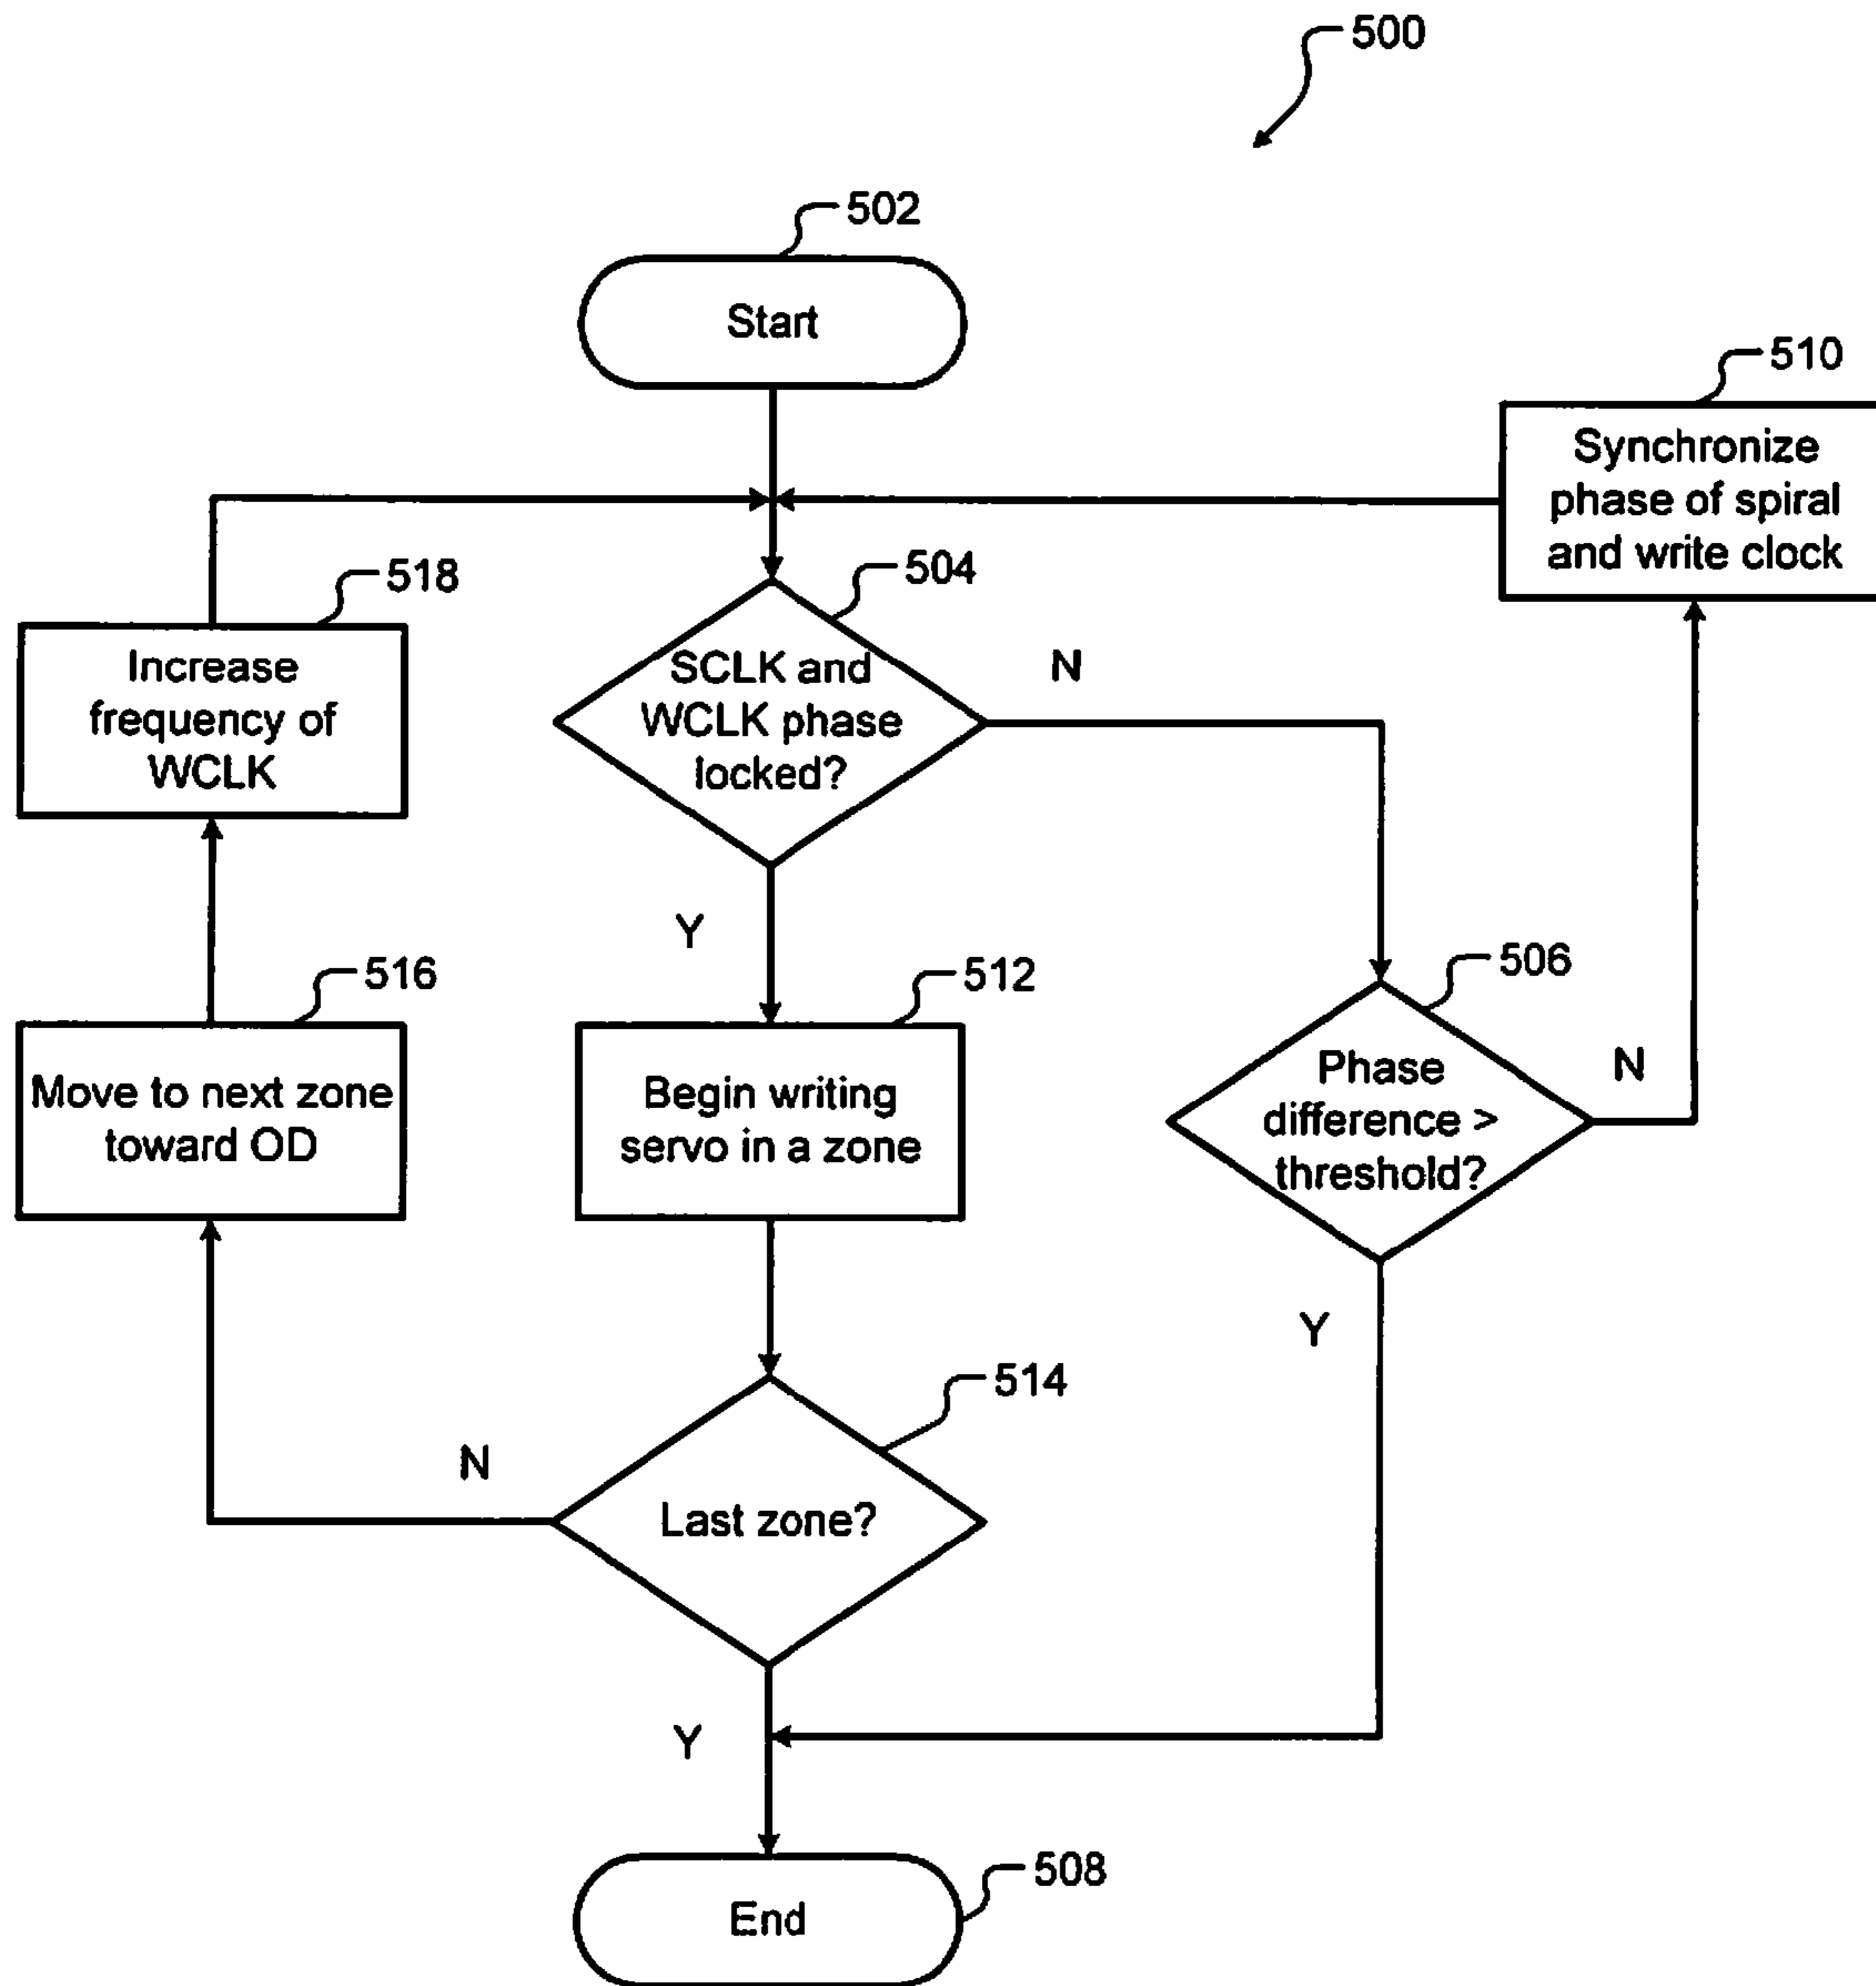 500
502
Start
510
Synchronize
phase of spiral
and write clock
518
Increase
frequency of
WCLK
504
SCLK and
WCLK phase
locked?
N
Y
516
Move to next zone
toward OD
512
Begin writing
servo in a zone
506
Phase
difference >
threshold?
N
Y
514
Last zone?
N
Y
508
End